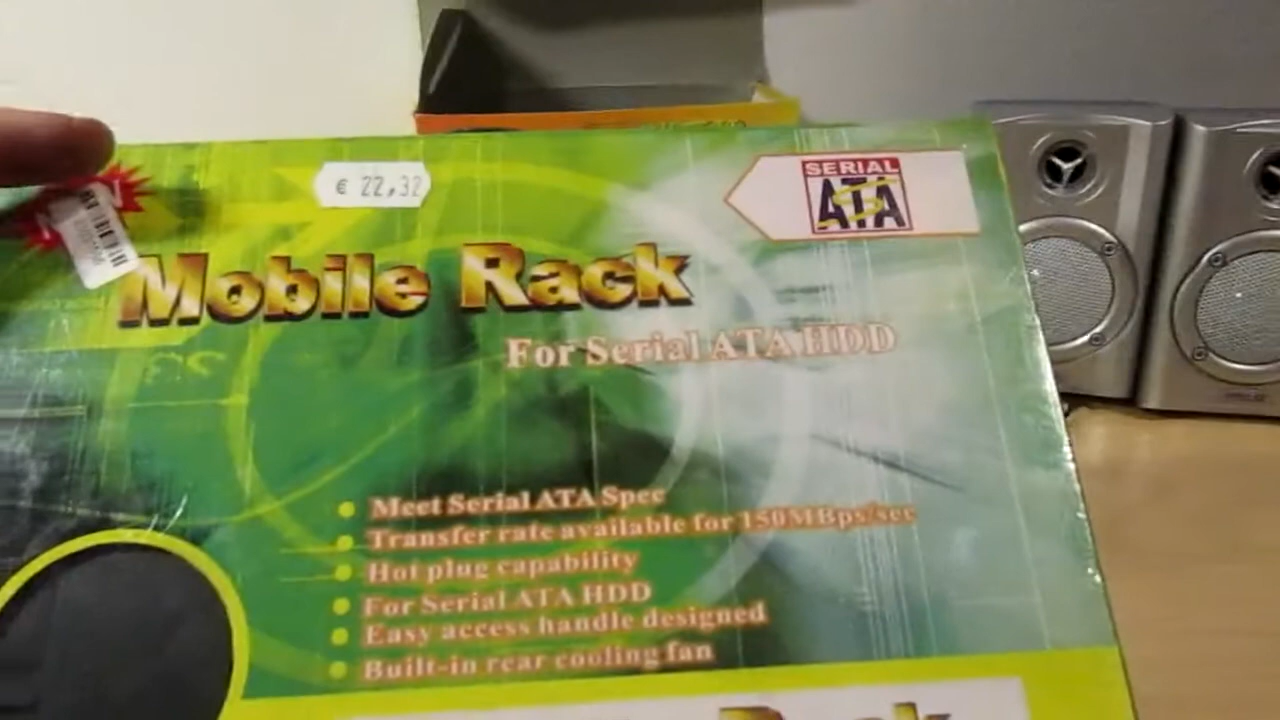 € 22,32
SERIAL
ATA
Mobile Rack
For Serial ATA HDD
Meet Serial ATA Spec
Transfer rate available for 150MBps/sec
Hot plug capability
For Serial ATA HDD
Easy access handle designed
Built-in rear cooling fan